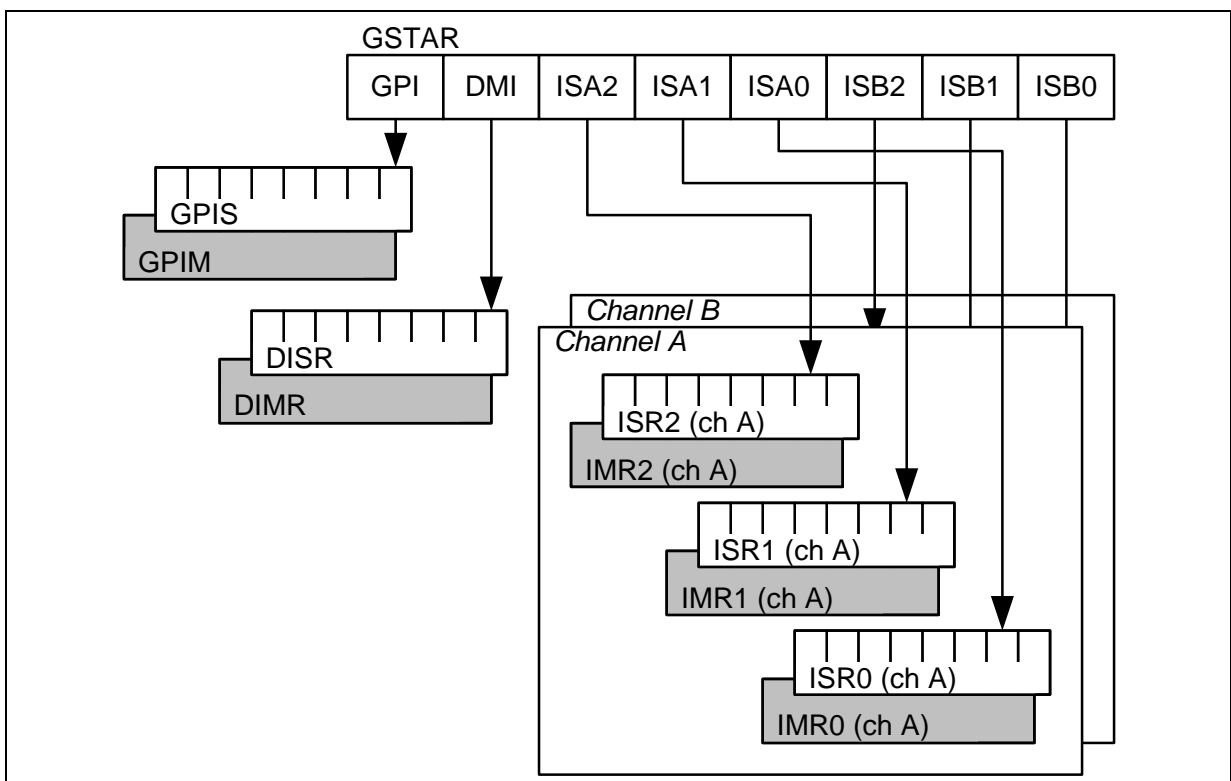 GSTAR
GPI DMI ISA2 ISA1 ISA0 ISB2 ISB1 ISB0
GPIS
GPIM
DISR
DIMR
Channel B
Channel A
ISR2 (ch A)
IMR2 (ch A)
ISR1 (ch A)
IMR1 (ch A)
ISR0 (ch A)
IMR0 (ch A)